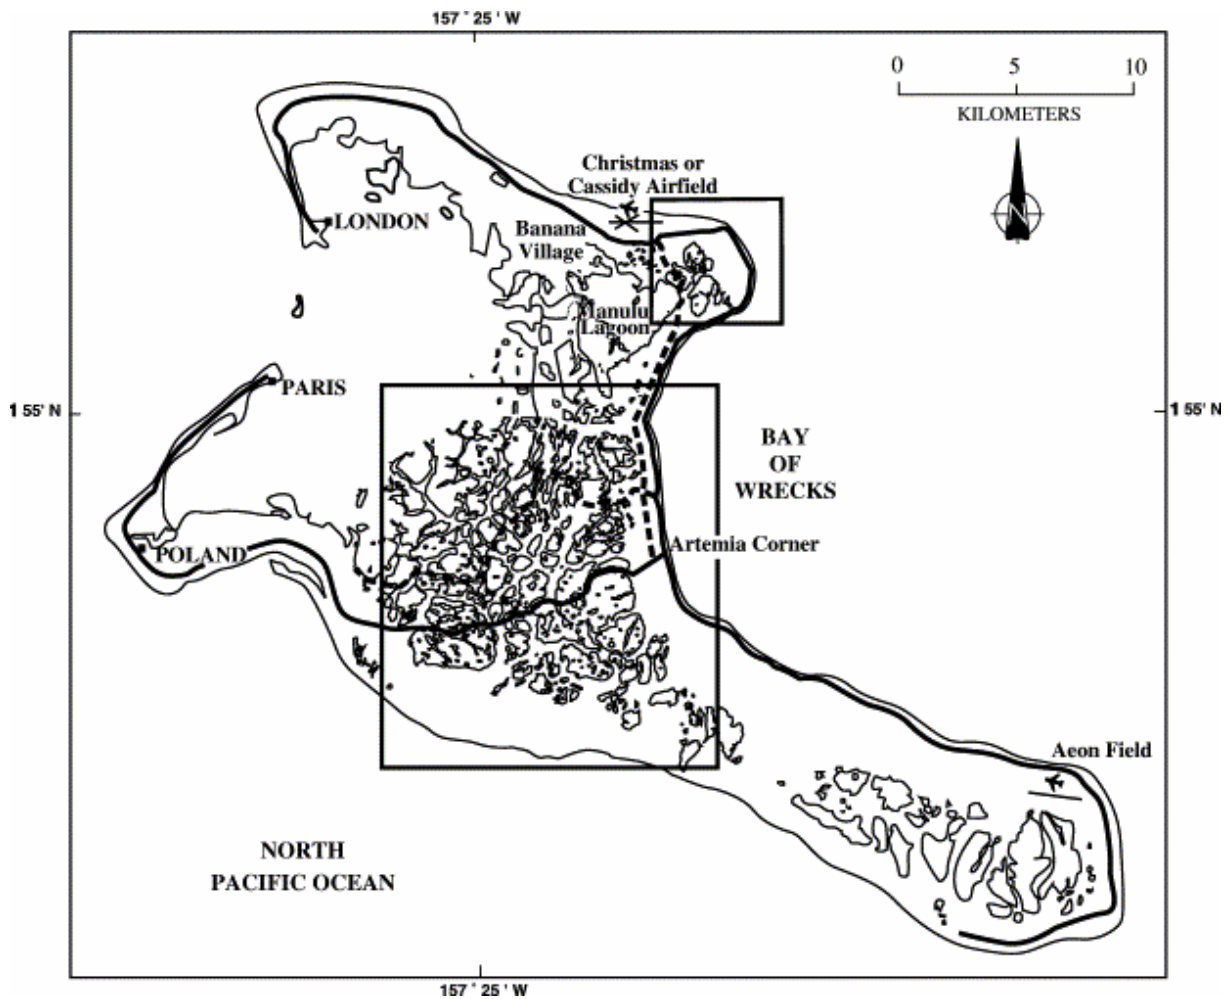 157 ° 25 ' W
0 5 10
KILOMETERS
N
Christmas or
Cassidy Airfield
LONDON
Banana
Village
Manulu
Lagoon
PARIS
1 55' N
1 55' N
BAY
OF
WRECKS
Artemia Corner
POLAND
Aeon Field
NORTH
PACIFIC OCEAN
157 ° 25 ' W